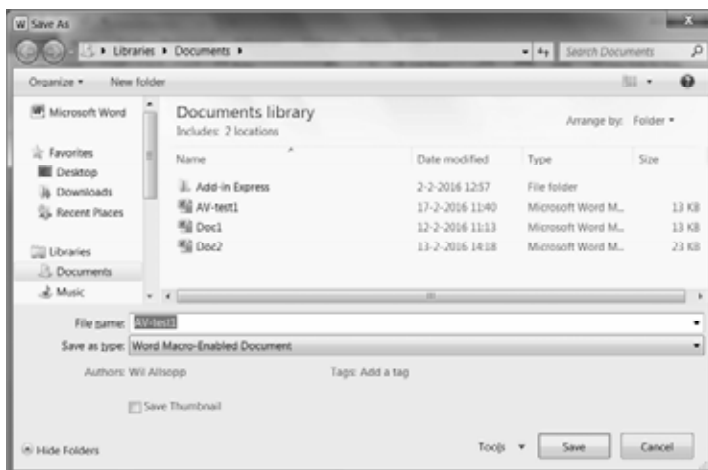 Save As
Libraries ▸ Documents ▸
Search Documents
Organize ▾ New folder
Microsoft Word
Favorites
Desktop
Downloads
Recent Places
Libraries
Documents
Music
Documents library
Includes: 2 locations
Arrange by: Folder ▾
Name Date modified Type Size
Add-in Express 2-2-2016 12:57 File folder
AV-test1 17-2-2016 11:40 Microsoft Word M... 13 KB
Doc1 12-2-2016 11:13 Microsoft Word M... 13 KB
Doc2 13-2-2016 14:18 Microsoft Word M... 23 KB
File name: AV-test1
Save as type: Word Macro-Enabled Document
Authors: Wil Allsopp Tags: Add a tag
Save Thumbnail
Hide Folders Tools ▾ Save Cancel